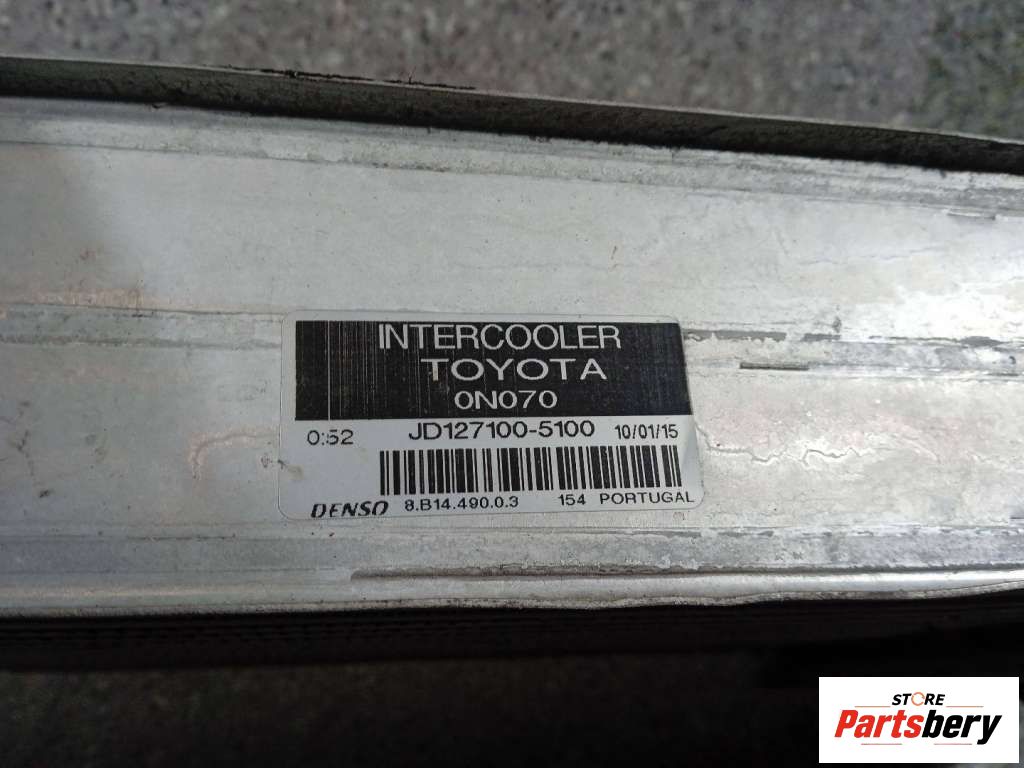 INTERCOOLER
TOYOTA
0N070
0:52 JD127100-5100 10/01/15
DENSO 8.B14.490.0.3 154 PORTUGAL
STORE
Partsbery